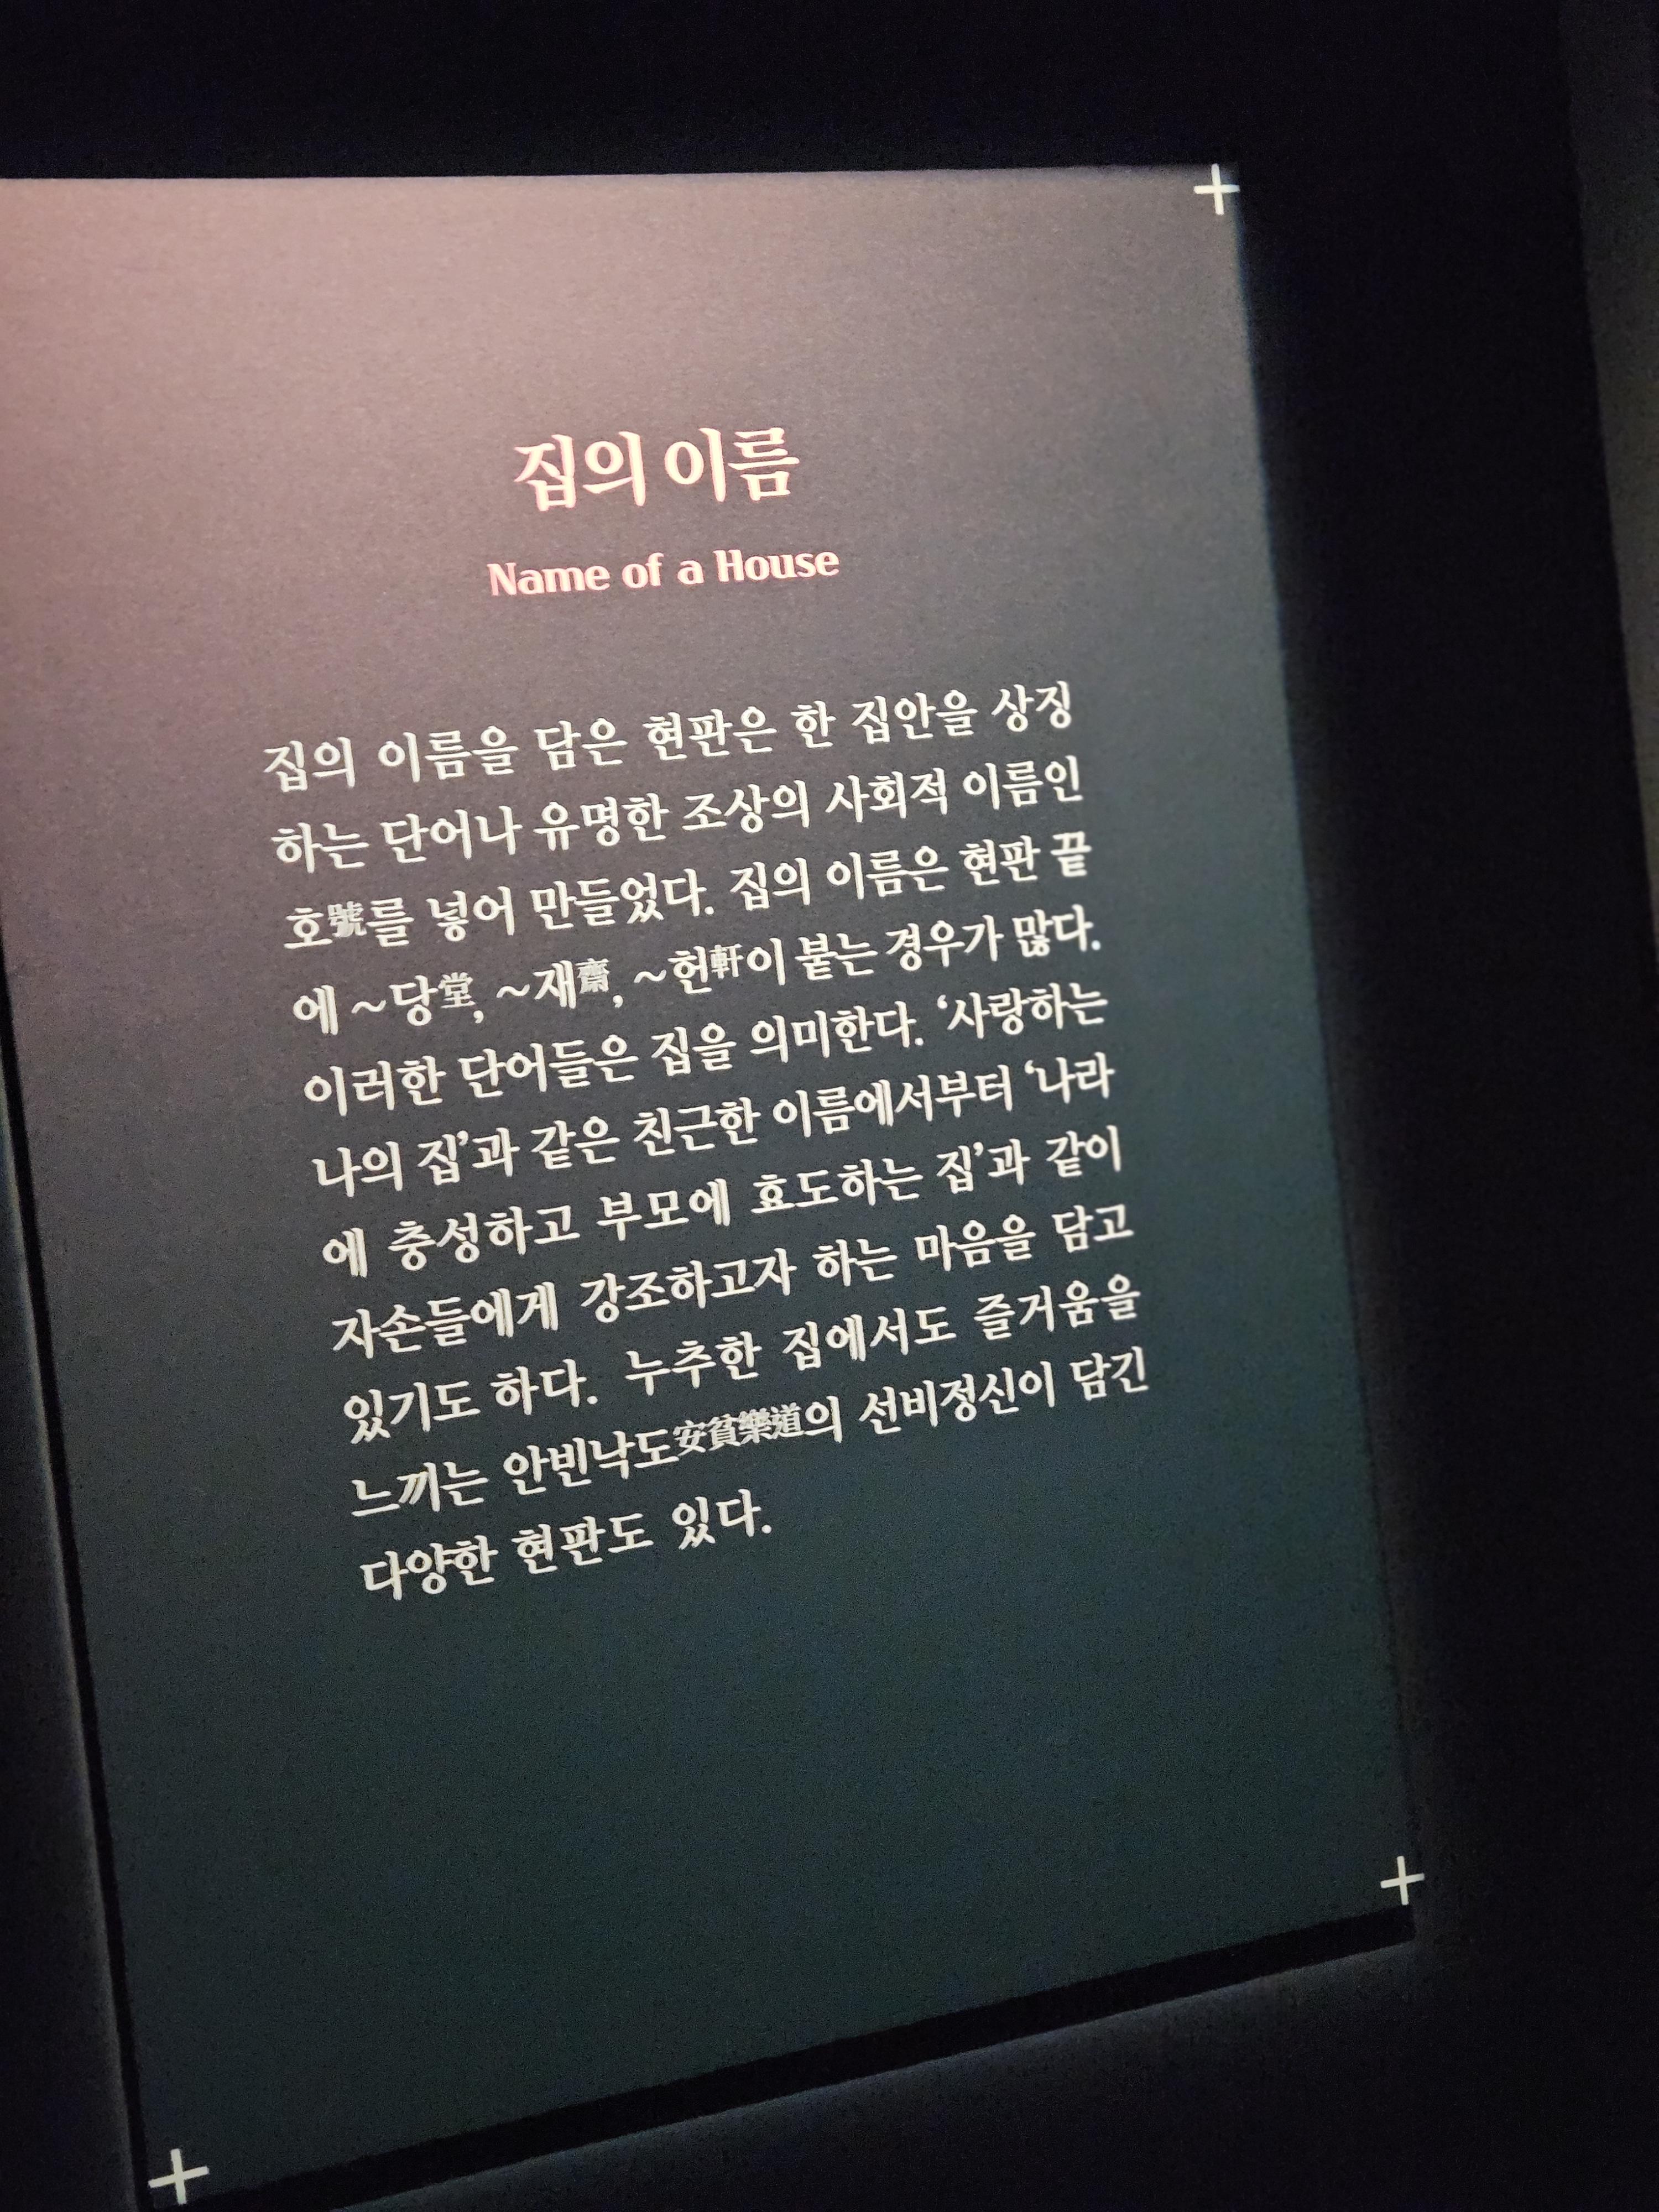 집의 이름
Name of a House
집의 이름을 담은 현판은 한 집안을 상징
하는 단어나 유명한 조상의 사회적 이름인
호號를 넣어 만들었다. 집의 이름은 현판 끝
에 ~당堂, ~재齋, ~헌軒이 붙는 경우가 많다.
이러한 단어들은 집을 의미한다. ‘사랑하는
나의 집’과 같은 친근한 이름에서부터 ‘나라
에 충성하고 부모에 효도하는 집’과 같이
자손들에게 강조하고자 하는 마음을 담고
있기도 하다. 누추한 집에서도 즐거움을
느끼는 안빈낙도安貧樂道의 선비정신이 담긴
다양한 현판도 있다.